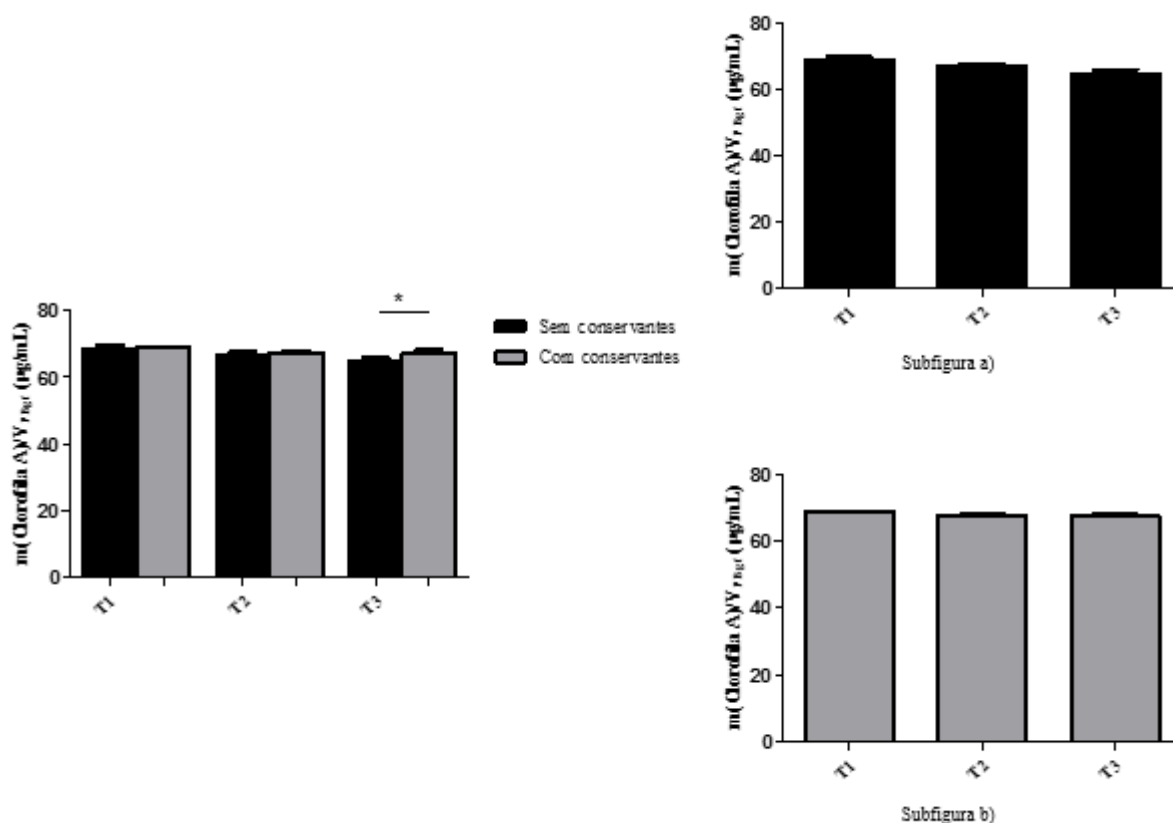 m(Clorofila A)/V (µg/mL)
80
60
40
20
0
T1
T2
T3
*
Sem conservantes
Com conservantes
m(Clorofila A)/V (µg/mL)
80
60
40
20
0
T1
T2
T3
Subfigura a)
m(Clorofila A)/V (µg/mL)
80
60
40
20
0
T1
T2
T3
Subfigura b)